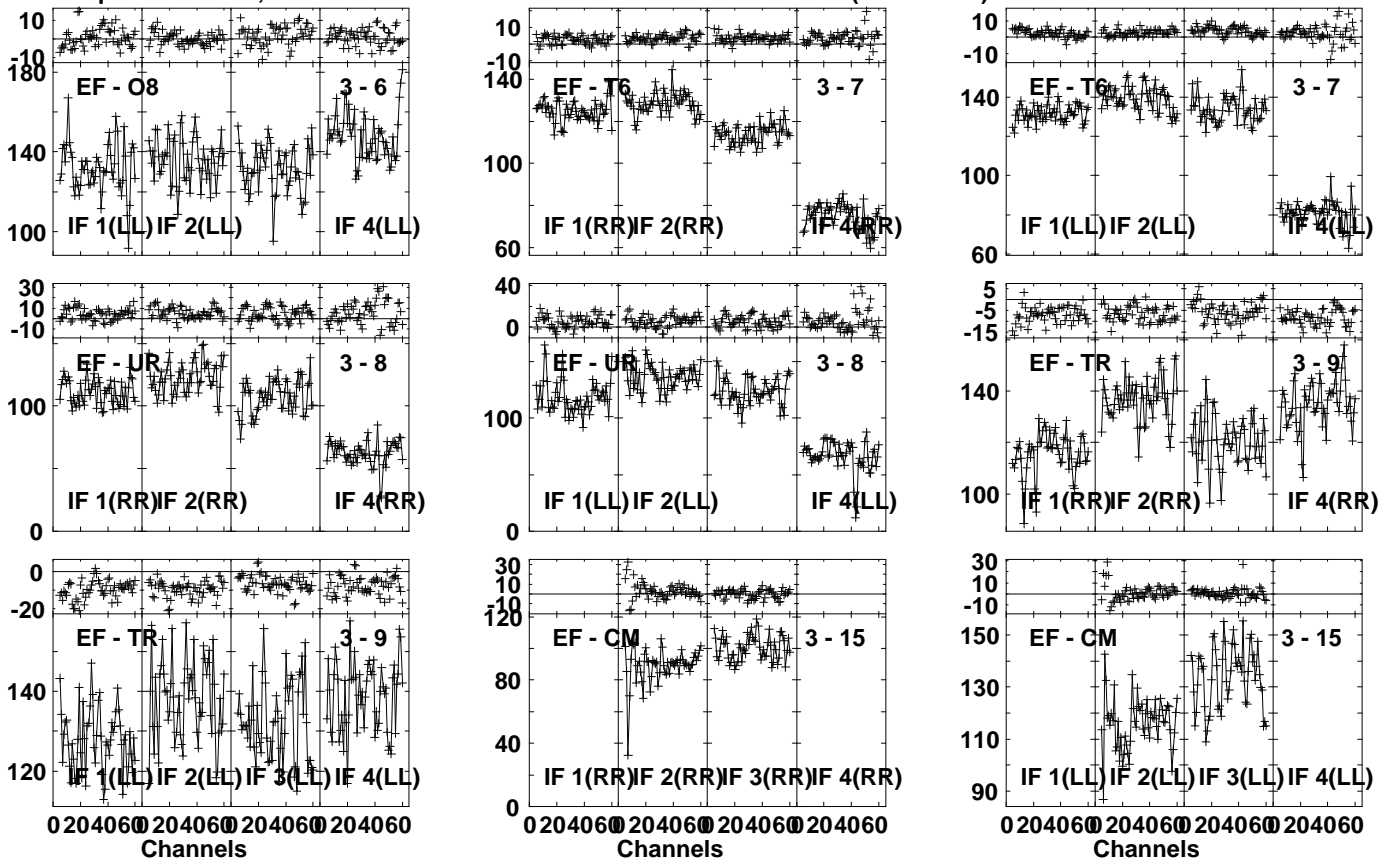 10
-10
180
140
100
EF - O8
3 - 6
IF 1(LL) IF 2(LL) IF 4(LL)
10
-10
140
100
60
EF - T6
3 - 7
IF 1(RR) IF 2(RR) IF 4(RR)
10
-10
140
100
60
EF - T6
3 - 7
IF 1(LL) IF 2(LL) IF 4(LL)
30
10
-10
100
0
EF - UR
3 - 8
IF 1(RR) IF 2(RR) IF 4(RR)
40
0
100
0
EF - UR
3 - 8
IF 1(LL) IF 2(LL) IF 4(LL)
5
-5
-15
140
100
EF - TR
3 - 9
IF 1(RR) IF 2(RR) IF 4(RR)
0
-20
140
120
EF - TR
3 - 9
IF 1(LL) IF 2(LL) IF 3(LL) IF 4(LL)
0 204060 0 204060 0 204060 0 204060
Channels
30
10
-10
120
80
40
0
EF - CM
3 - 15
IF 1(RR) IF 2(RR) IF 3(RR) IF 4(RR)
0 204060 0 204060 0 204060 0 204060
Channels
30
10
-10
150
130
110
90
EF - CM
3 - 15
IF 1(LL) IF 2(LL) IF 3(LL) IF 4(LL)
0 204060 0 204060 0 204060 0 204060
Channels